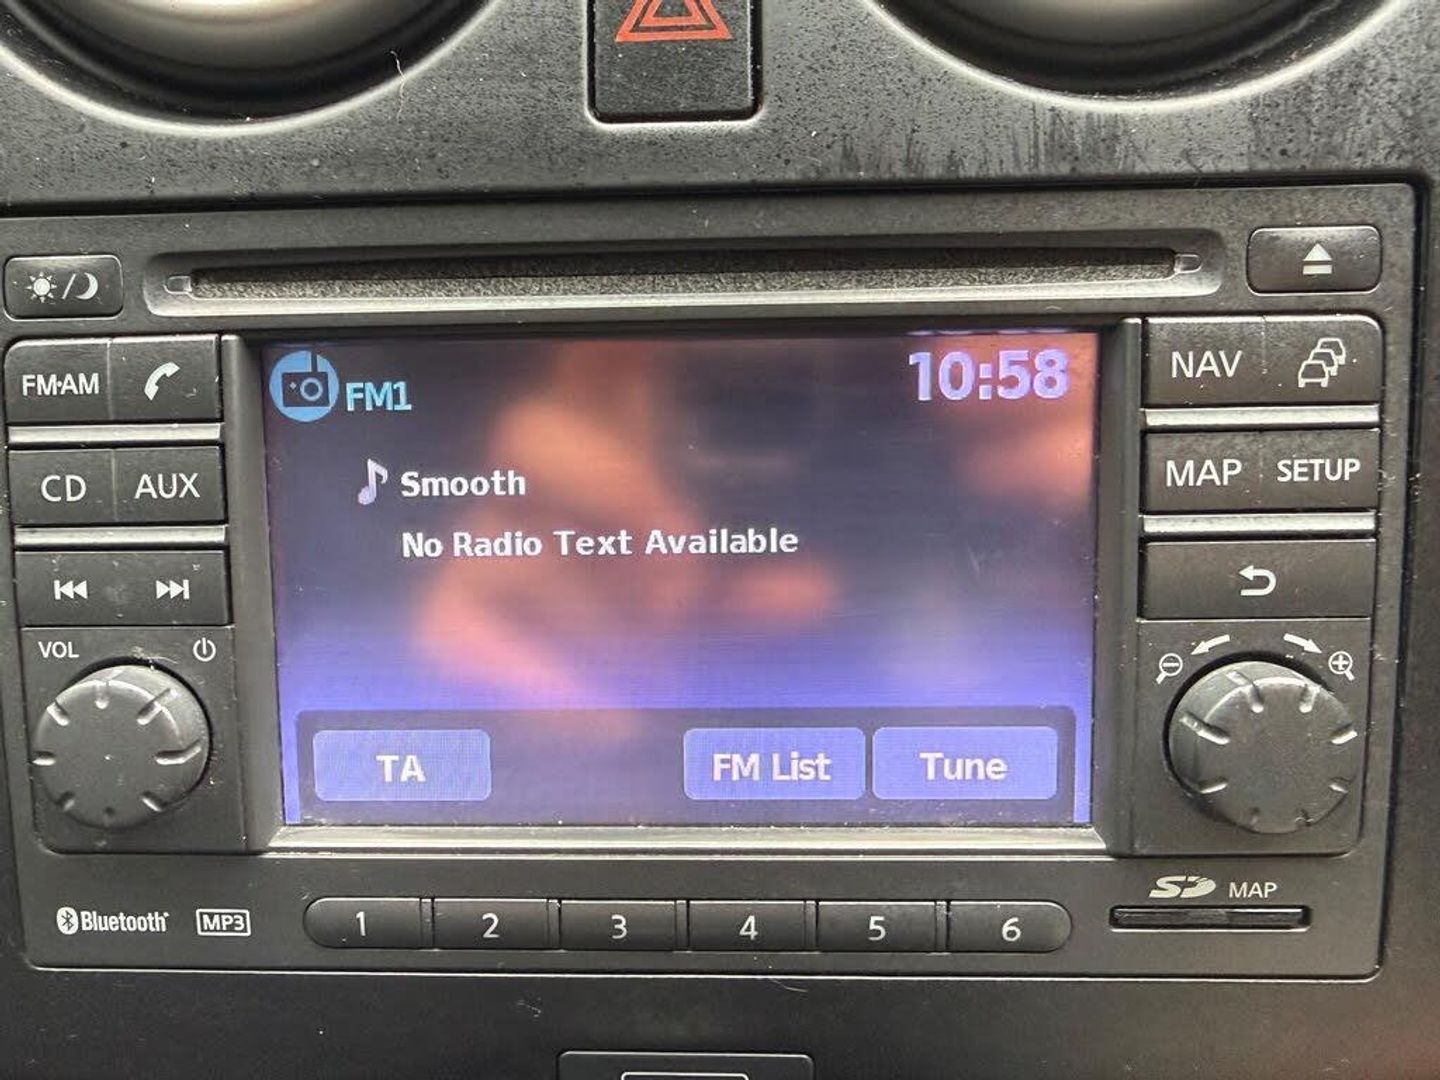 FM·AM
CD AUX
VOL
FM1
10:58
Smooth
No Radio Text Available
TA FM List Tune
NAV
MAP SETUP
Bluetooth MP3
1 2 3 4 5 6
SD MAP